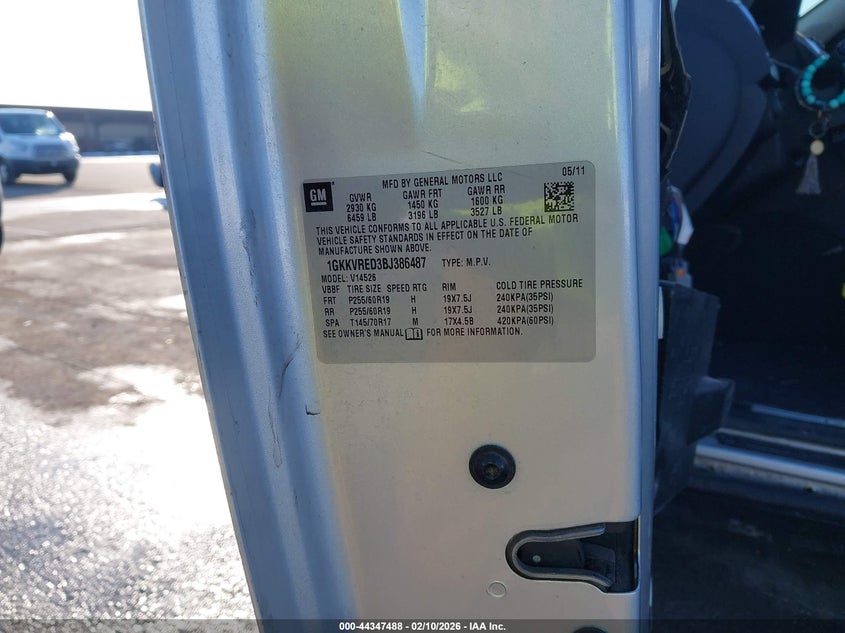 GM
MFD BY GENERAL MOTORS LLC 05/11
GVWR GAWR FRT GAWR RR
2930 KG 1450 KG 1600 KG
6459 LB 3196 LB 3527 LB
THIS VEHICLE CONFORMS TO ALL APPLICABLE U.S. FEDERAL MOTOR
VEHICLE SAFETY STANDARDS IN EFFECT ON THE DATE OF
MANUFACTURE SHOWN ABOVE.
1GKKVRED3BJ386487 TYPE: M.P.V.
MODEL: V14526
VBBF TIRE SIZE SPEED RTG RIM COLD TIRE PRESSURE
FRT P255/60R19 H 19X7.5J 240KPA(35PSI)
RR P255/60R19 H 19X7.5J 240KPA(35PSI)
SPA T145/70R17 M 17X4.5B 420KPA(60PSI)
SEE OWNER'S MANUAL FOR MORE INFORMATION.
000-44347488 — 02/10/2026 — IAA Inc.